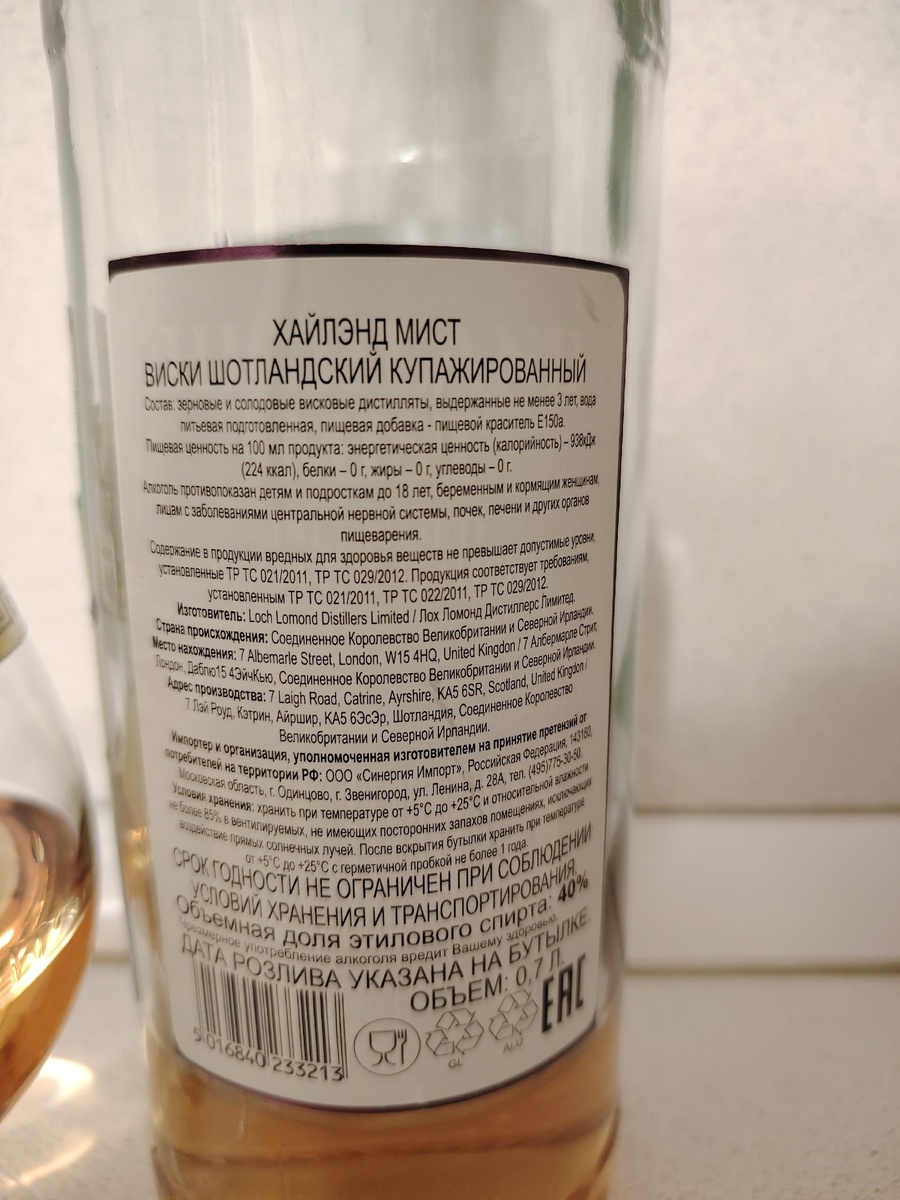 ХАЙЛЭНД МИСТ
ВИСКИ ШОТЛАНДСКИЙ КУПАЖИРОВАННЫЙ
Состав: зерновые и солодовые висковые дистилляты, выдержанные не менее 3 лет, вода
питьевая подготовленная, пищевая добавка - пищевой краситель Е150а.
Пищевая ценность на 100 мл продукта: энергетическая ценность (калорийность) – 938кДж
(224 ккал), белки – 0 г, жиры – 0 г, углеводы – 0 г.
Алкоголь противопоказан детям и подросткам до 18 лет, беременным и кормящим женщинам,
лицам с заболеваниями центральной нервной системы, почек, печени и других органов
пищеварения.
Содержание в продукции вредных для здоровья веществ не превышает допустимые уровни,
установленные ТР ТС 021/2011, ТР ТС 029/2012. Продукция соответствует требованиям,
установленным ТР ТС 021/2011, ТР ТС 022/2011, ТР ТС 029/2012.
Изготовитель: Loch Lomond Distillers Limited / Лох Ломонд Дистиллерс Лимитед.
Страна происхождения: Соединенное Королевство Великобритании и Северной Ирландии.
Место нахождения: 7 Albemarle Street, London, W15 4HQ, United Kingdon / 7 Албермарле Стрит,
Лондон, Даблю15 4ЭйчКью, Соединенное Королевство Великобритании и Северной Ирландии.
Адрес производства: 7 Laigh Road, Catrine, Ayrshire, KA5 6SR, Scotland, United Kingdon /
7 Лэй Роуд, Кэтрин, Айршир, КА5 6ЭсЭр, Шотландия, Соединенное Королевство
Великобритании и Северной Ирландии.
Импортер и организация, уполномоченная изготовителем на принятие претензий от
потребителей на территории РФ: ООО «Синергия Импорт», Российская Федерация, 143180,
Московская область, г. Одинцово, г. Звенигород, ул. Ленина, д. 28А, тел. (495)775-30-50.
Условия хранения: хранить при температуре от +5°С до +25°С и относительной влажности
не более 85% в вентилируемых, не имеющих посторонних запахов помещениях, исключающих
воздействие прямых солнечных лучей. После вскрытия бутылки хранить при температуре
от +5°С до +25°С с герметичной пробкой не более 1 года.
СРОК ГОДНОСТИ НЕ ОГРАНИЧЕН ПРИ СОБЛЮДЕНИИ
УСЛОВИЙ ХРАНЕНИЯ И ТРАНСПОРТИРОВАНИЯ.
Объемная доля этилового спирта: 40%
Чрезмерное употребление алкоголя вредит Вашему здоровью.
ДАТА РОЗЛИВА УКАЗАНА НА БУТЫЛКЕ.
ОБЪЕМ: 0,7 Л.
5 016840 233213
GL
ALU
EAC